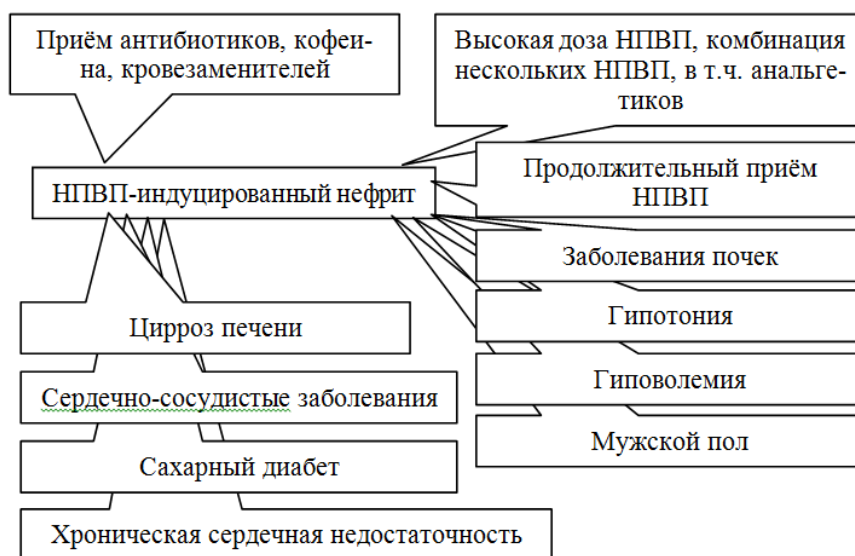 Приём антибиотиков, кофеи-
на, кровезаменителей
Высокая доза НПВП, комбинация
нескольких НПВП, в т.ч. анальге-
тиков
НПВП-индуцированный нефрит
Продолжительный приём
НПВП
Заболевания почек
Гипотония
Гиповолемия
Мужской пол
Цирроз печени
Сердечно-сосудистые заболевания
Сахарный диабет
Хроническая сердечная недостаточность